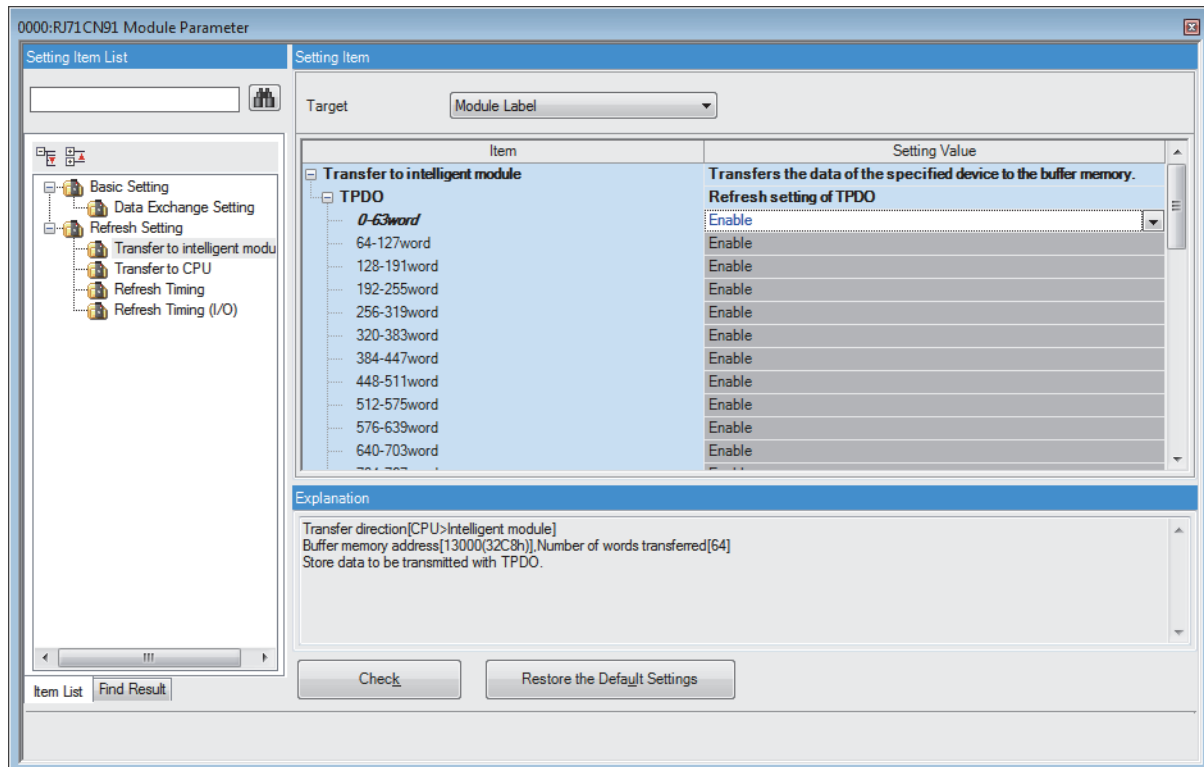 0000:RJ71CN91 Module Parameter
Setting Item List
Setting Item
Target
Module Label
Basic Setting
Data Exchange Setting
Refresh Setting
Transfer to intelligent modu
Transfer to CPU
Refresh Timing
Refresh Timing (I/O)
Item Setting Value
Transfer to intelligent module Transfers the data of the specified device to the buffer memory.
TPDO Refresh setting of TPDO
0-63word Enable
64-127word Enable
128-191word Enable
192-255word Enable
256-319word Enable
320-383word Enable
384-447word Enable
448-511word Enable
512-575word Enable
576-639word Enable
640-703word Enable
Explanation
Transfer direction[CPU>Intelligent module]
Buffer memory address[13000(32C8h)],Number of words transferred[64]
Store data to be transmitted with TPDO.
Item List
Find Result
Check
Restore the Default Settings